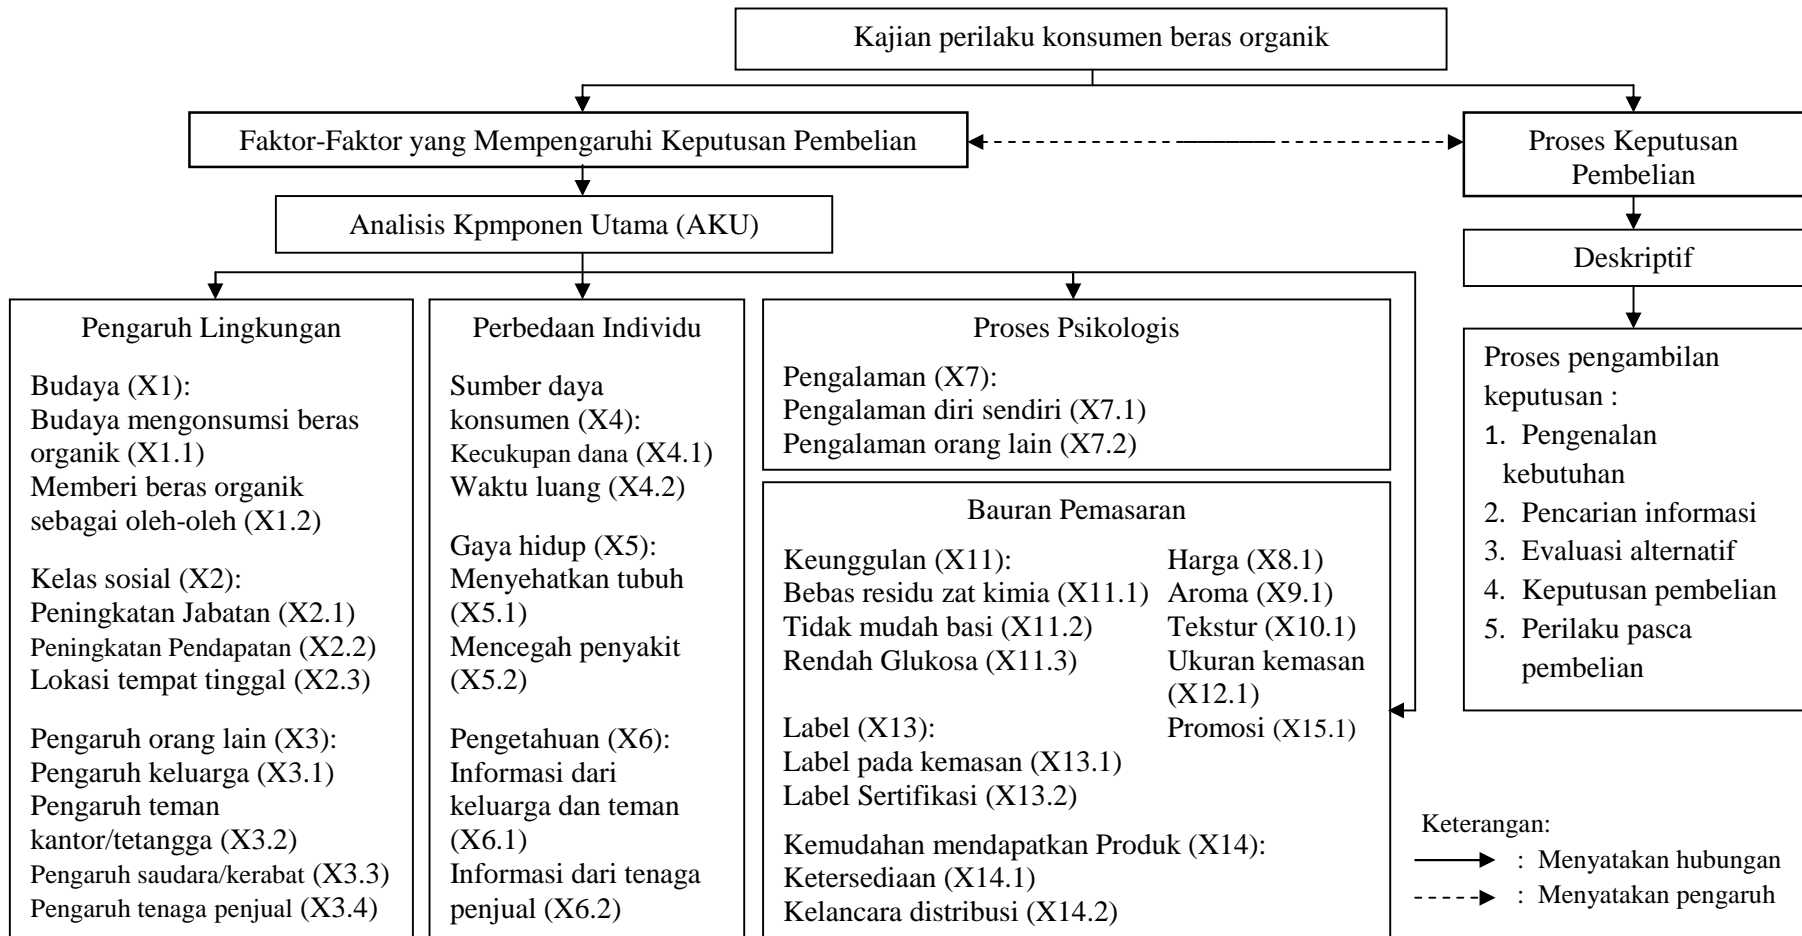 Kajian perilaku konsumen beras organik
Faktor-Faktor yang Mempengaruhi Keputusan Pembelian
Proses Keputusan
Pembelian
Analisis Kpmponen Utama (AKU)
Deskriptif
Pengaruh Lingkungan
Budaya (X1):
Budaya mengonsumsi beras
organik (X1.1)
Memberi beras organik
sebagai oleh-oleh (X1.2)
Kelas sosial (X2):
Peningkatan Jabatan (X2.1)
Peningkatan Pendapatan (X2.2)
Lokasi tempat tinggal (X2.3)
Pengaruh orang lain (X3):
Pengaruh keluarga (X3.1)
Pengaruh teman
kantor/tetangga (X3.2)
Pengaruh saudara/kerabat (X3.3)
Pengaruh tenaga penjual (X3.4)
Perbedaan Individu
Sumber daya
konsumen (X4):
Kecukupan dana (X4.1)
Waktu luang (X4.2)
Gaya hidup (X5):
Menyehatkan tubuh
(X5.1)
Mencegah penyakit
(X5.2)
Pengetahuan (X6):
Informasi dari
keluarga dan teman
(X6.1)
Informasi dari tenaga
penjual (X6.2)
Proses Psikologis
Pengalaman (X7):
Pengalaman diri sendiri (X7.1)
Pengalaman orang lain (X7.2)
Bauran Pemasaran
Keunggulan (X11):
Bebas residu zat kimia (X11.1)
Tidak mudah basi (X11.2)
Rendah Glukosa (X11.3)
Label (X13):
Label pada kemasan (X13.1)
Label Sertifikasi (X13.2)
Kemudahan mendapatkan Produk (X14):
Ketersediaan (X14.1)
Kelancara distribusi (X14.2)
Harga (X8.1)
Aroma (X9.1)
Tekstur (X10.1)
Ukuran kemasan
(X12.1)
Promosi (X15.1)
Proses pengambilan
keputusan :
1. Pengenalan
kebutuhan
2. Pencarian informasi
3. Evaluasi alternatif
4. Keputusan pembelian
5. Perilaku pasca
pembelian
Keterangan:
: Menyatakan hubungan
: Menyatakan pengaruh